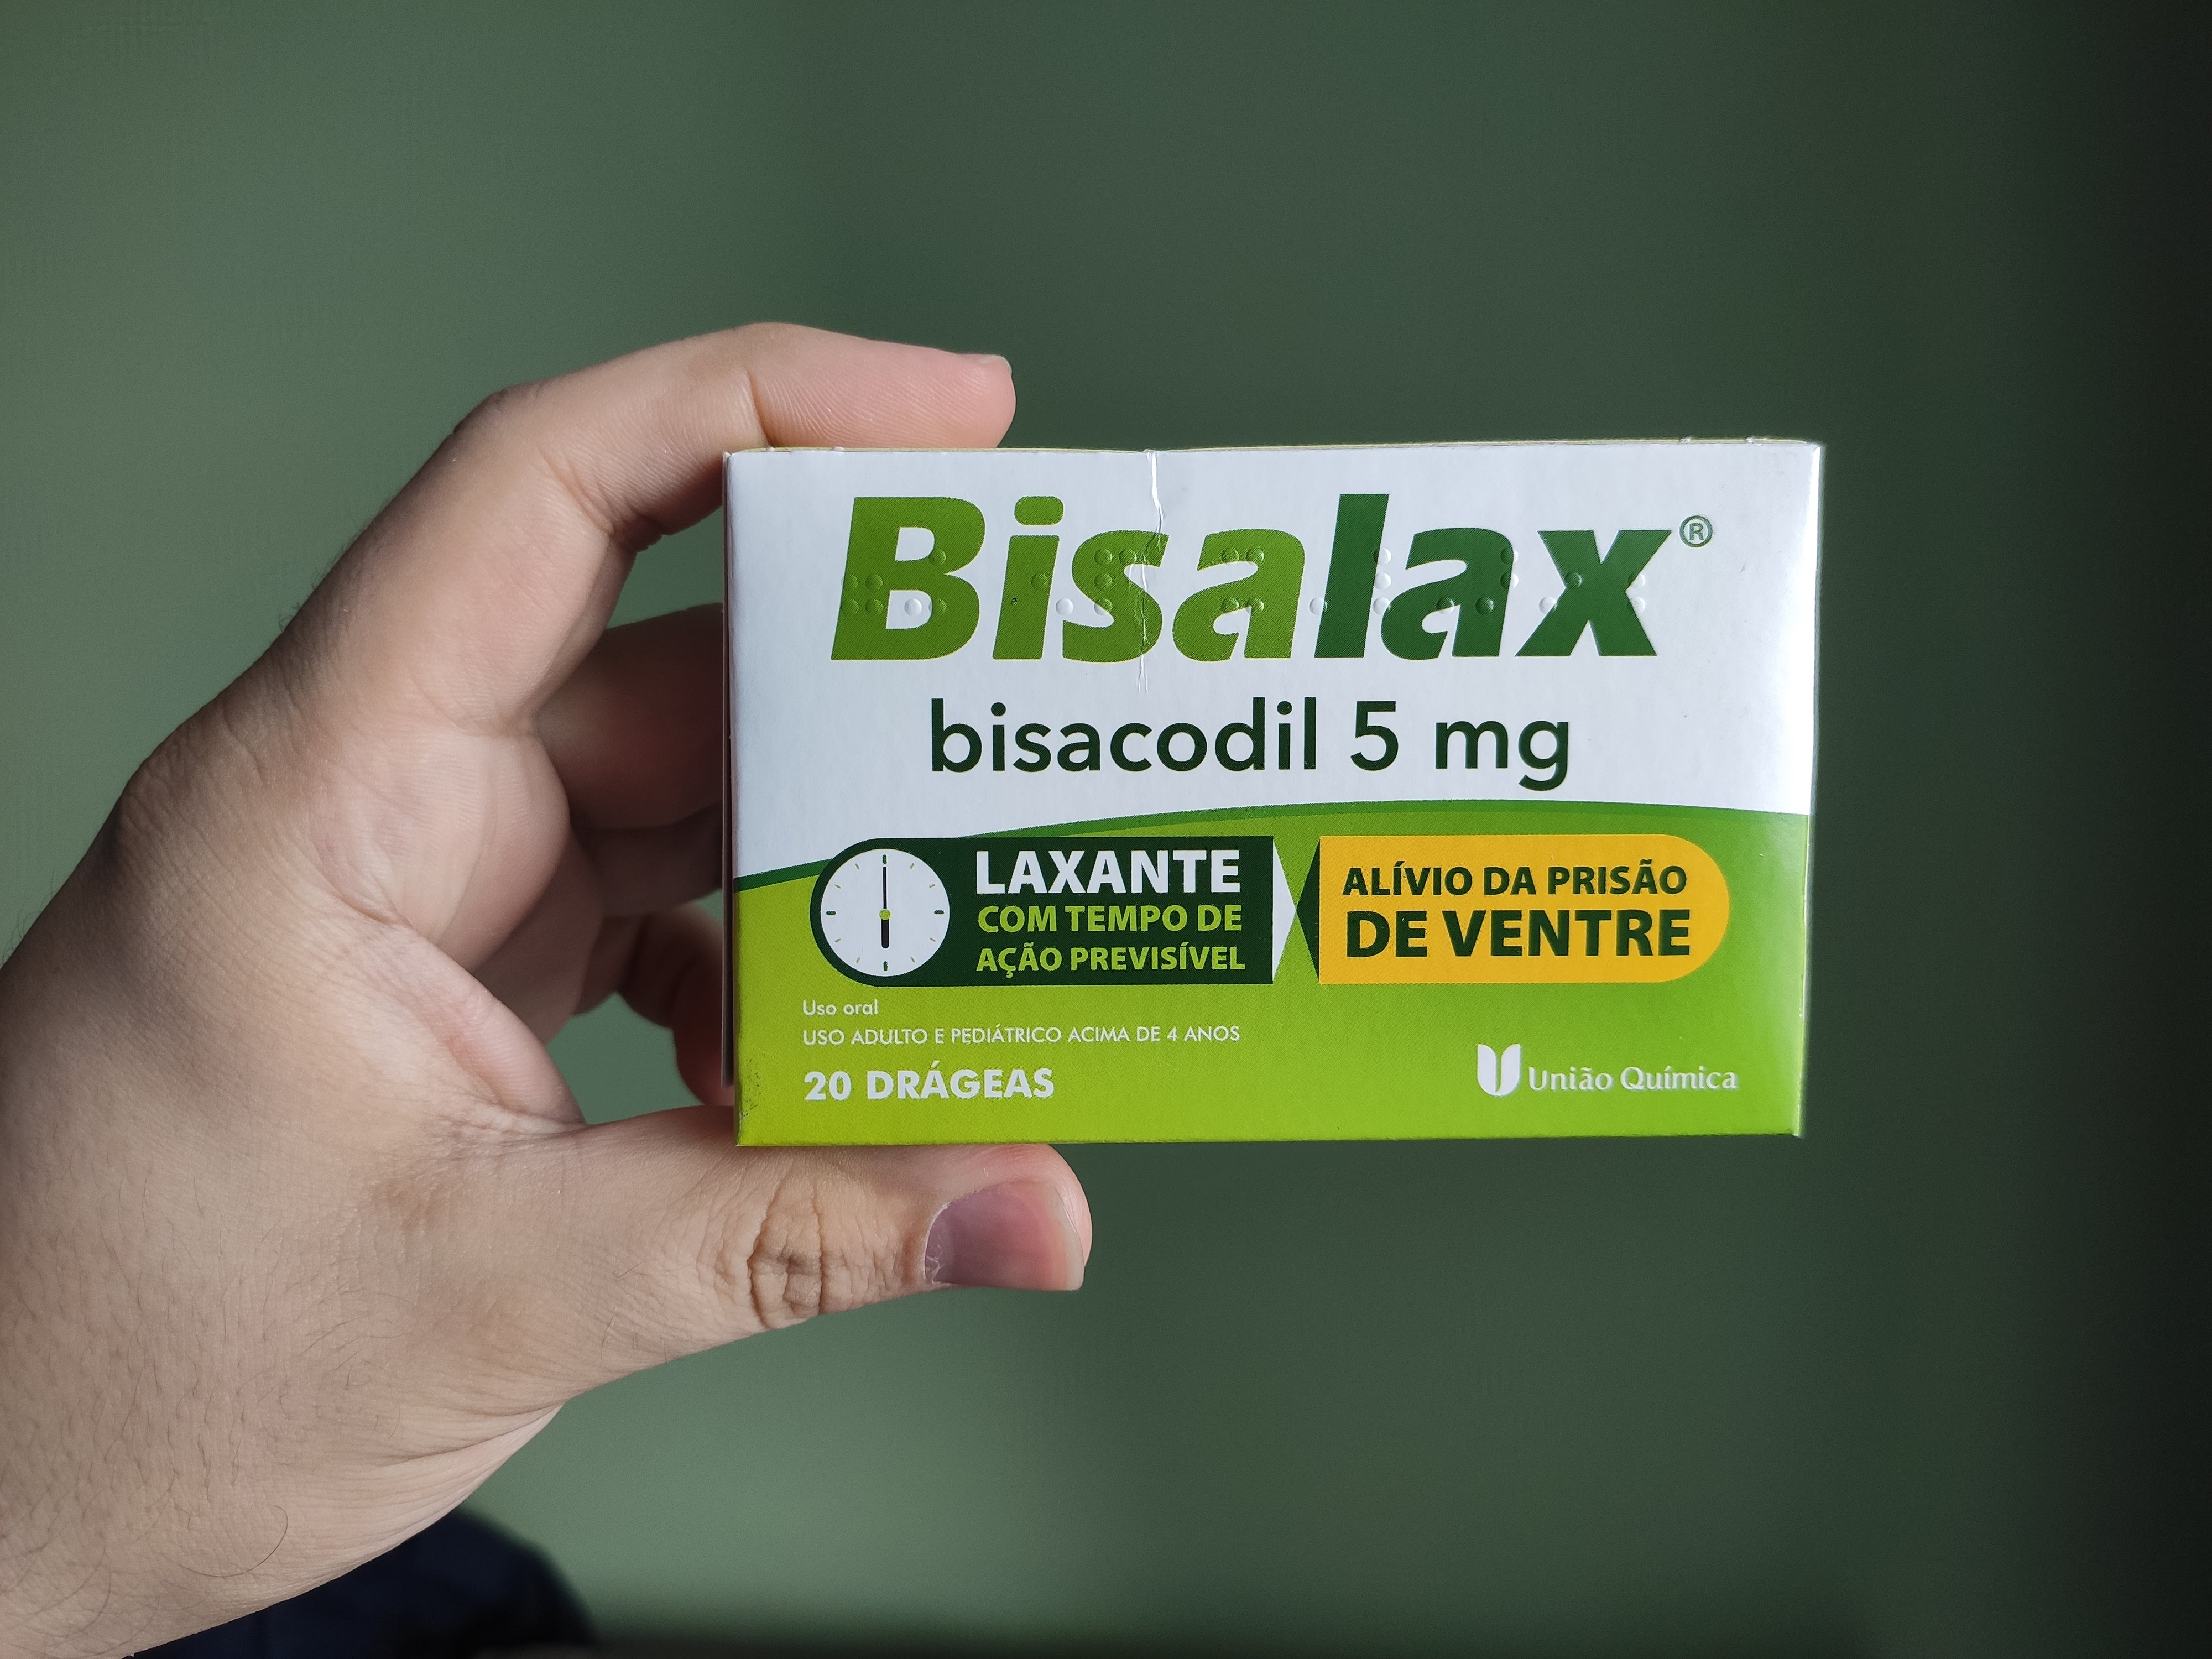 Bisalax®
bisacodil 5 mg
LAXANTE
COM TEMPO DE
AÇÃO PREVISÍVEL
ALÍVIO DA PRISÃO
DE VENTRE
Uso oral
USO ADULTO E PEDIÁTRICO ACIMA DE 4 ANOS
20 DRÁGEAS
União Química